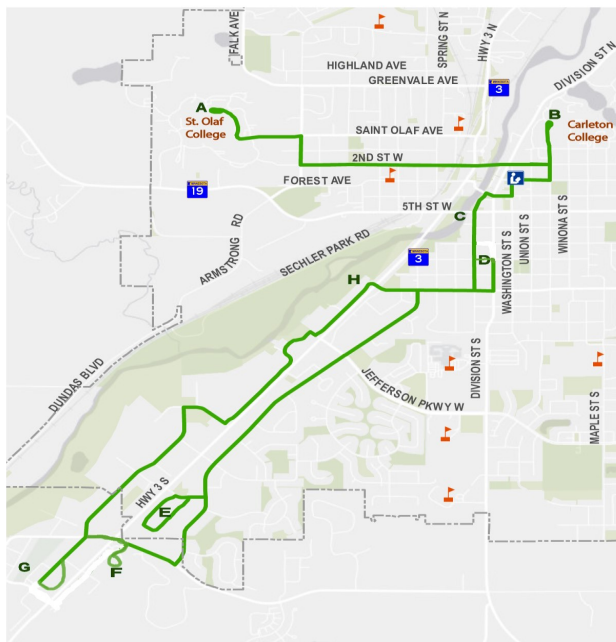 FALK AVE
SPRING ST N
HWY 3 N
HIGHLAND AVE
GREENVALE AVE
3
DIVISION ST N
A
B
St. Olaf
College
SAINT OLAF AVE
Carleton
College
2ND ST W
FOREST AVE
19
5TH ST W
C
ARMSTRONG RD
SECHLER PARK RD
WASHINGTON ST S
UNION ST S
WINONA ST S
3
D
H
DUNDAS BLVD
DIVISION ST S
JEFFERSON PKWY W
MAPLE ST S
HWY 3 S
E
G
F